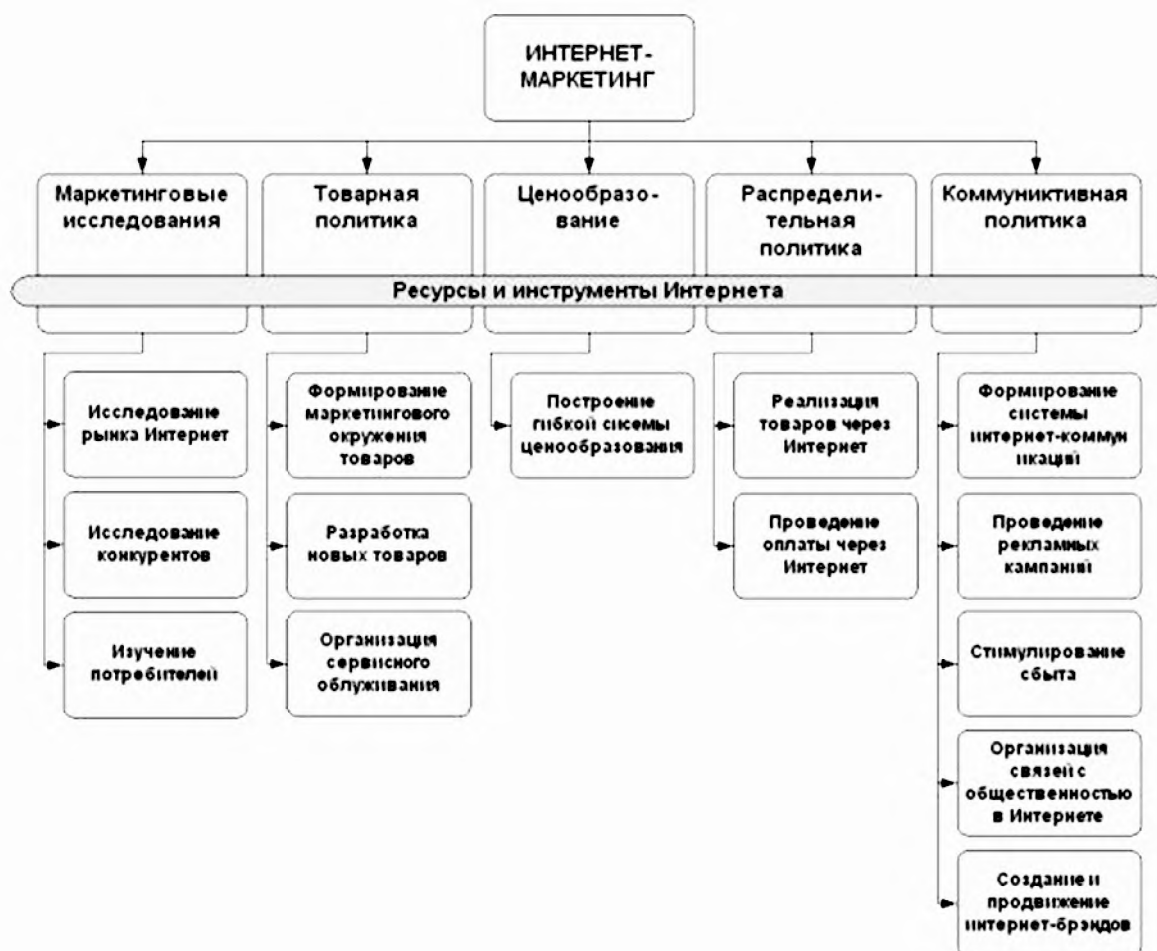 ИНТЕРНЕТ-
МАРКЕТИНГ
Маркетинговые
исследования
Товарная
политика
Ценообразо-
вание
Распредели-
тельная
политика
Коммуниктивная
политика
Ресурсы и инструменты Интернета
Исследование
рынка Интернет
Исследование
конкурентов
Изучение
потребителей
Формирование
маркетингового
окружения
товаров
Разработка
новых товаров
Организация
сервисного
облуживания
Построение
гибкой сисемы
ценообразования
Реализация
товаров через
Интернет
Проведение
оплаты через
Интернет
Формирование
системы
интернет-коммун
икаций
Проведение
рекламных
кампаний
Стимулирование
сбыта
Организация
связей с
общественностью
в Интернете
Создание и
продвижение
интернет-брэндов